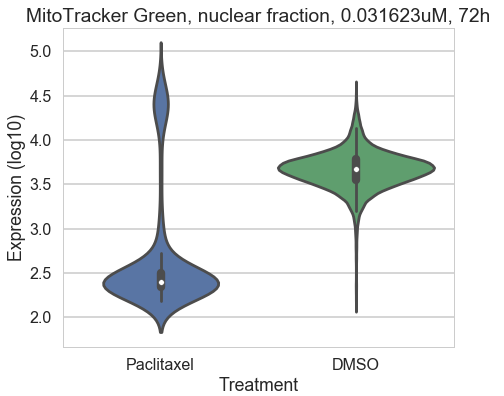 MitoTracker Green, nuclear fraction, 0.031623uM, 72h
5.0
4.5
4.0
3.5
3.0
2.5
2.0
Expression (log10)
Paclitaxel
DMSO
Treatment